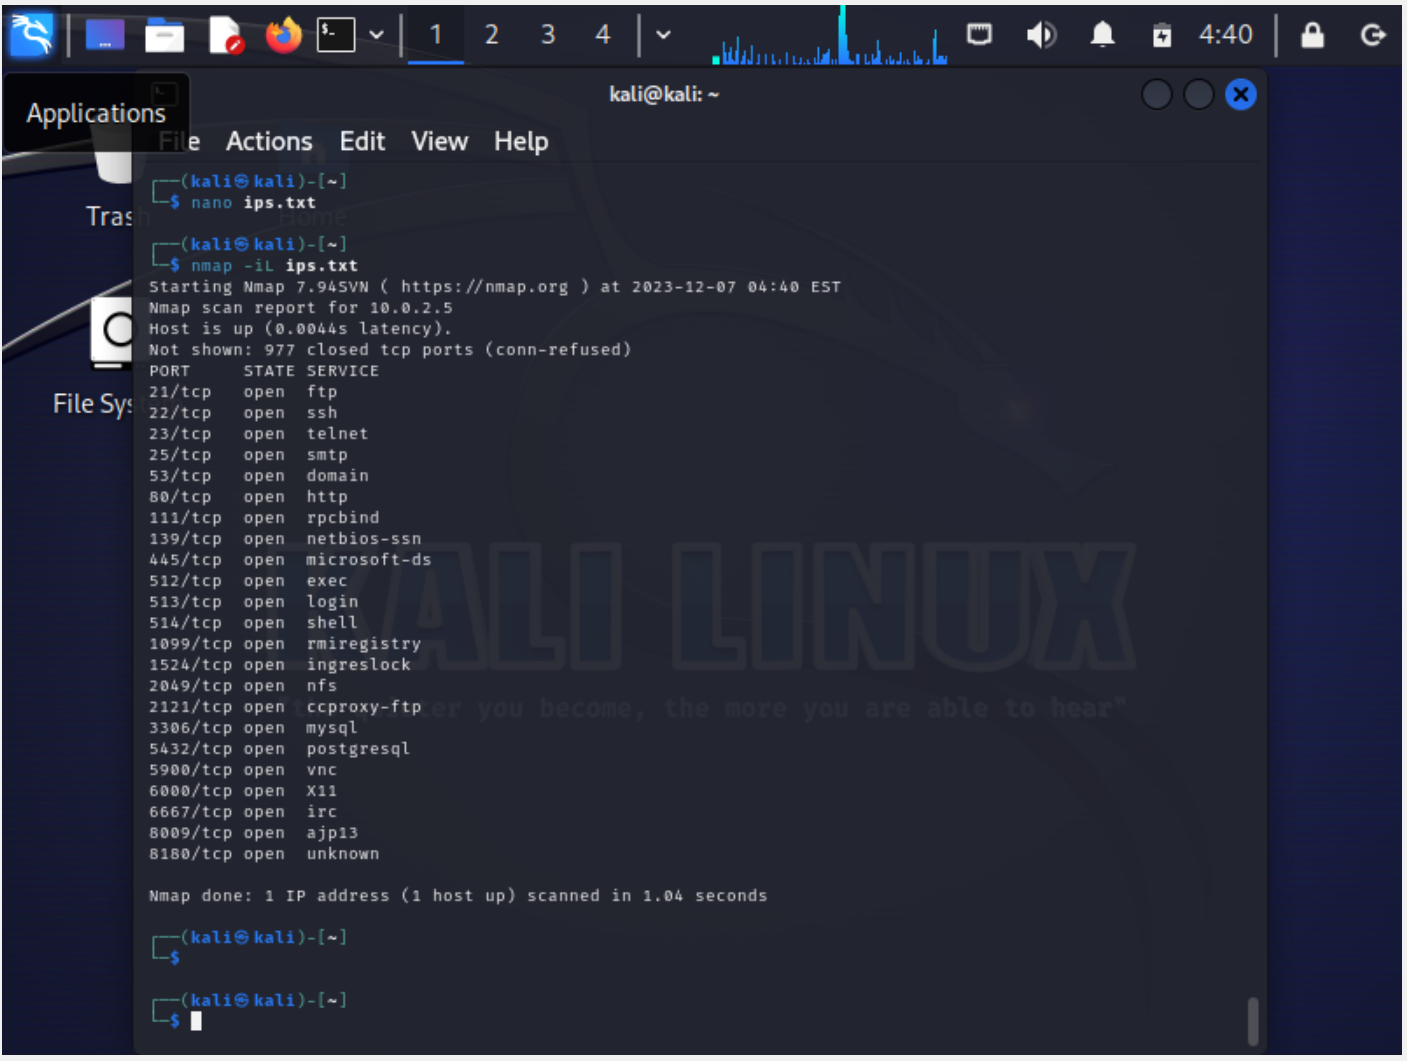 1 2 3 4 4:40
Applications
kali@kali: ~
File Actions Edit View Help
Trash
Home
File Sys
┌──(kali㉿kali)-[~]
└─$ nano ips.txt
┌──(kali㉿kali)-[~]
└─$ nmap -iL ips.txt
Starting Nmap 7.94SVN ( https://nmap.org ) at 2023-12-07 04:40 EST
Nmap scan report for 10.0.2.5
Host is up (0.0044s latency).
Not shown: 977 closed tcp ports (conn-refused)
PORT     STATE SERVICE
21/tcp   open  ftp
22/tcp   open  ssh
23/tcp   open  telnet
25/tcp   open  smtp
53/tcp   open  domain
80/tcp   open  http
111/tcp  open  rpcbind
139/tcp  open  netbios-ssn
445/tcp  open  microsoft-ds
512/tcp  open  exec
513/tcp  open  login
514/tcp  open  shell
1099/tcp open  rmiregistry
1524/tcp open  ingreslock
2049/tcp open  nfs
2121/tcp open  ccproxy-ftp
3306/tcp open  mysql
5432/tcp open  postgresql
5900/tcp open  vnc
6000/tcp open  X11
6667/tcp open  irc
8009/tcp open  ajp13
8180/tcp open  unknown
Nmap done: 1 IP address (1 host up) scanned in 1.04 seconds
┌──(kali㉿kali)-[~]
└─$
┌──(kali㉿kali)-[~]
└─$
KALI LINUX
you become, the more you are able to hear"